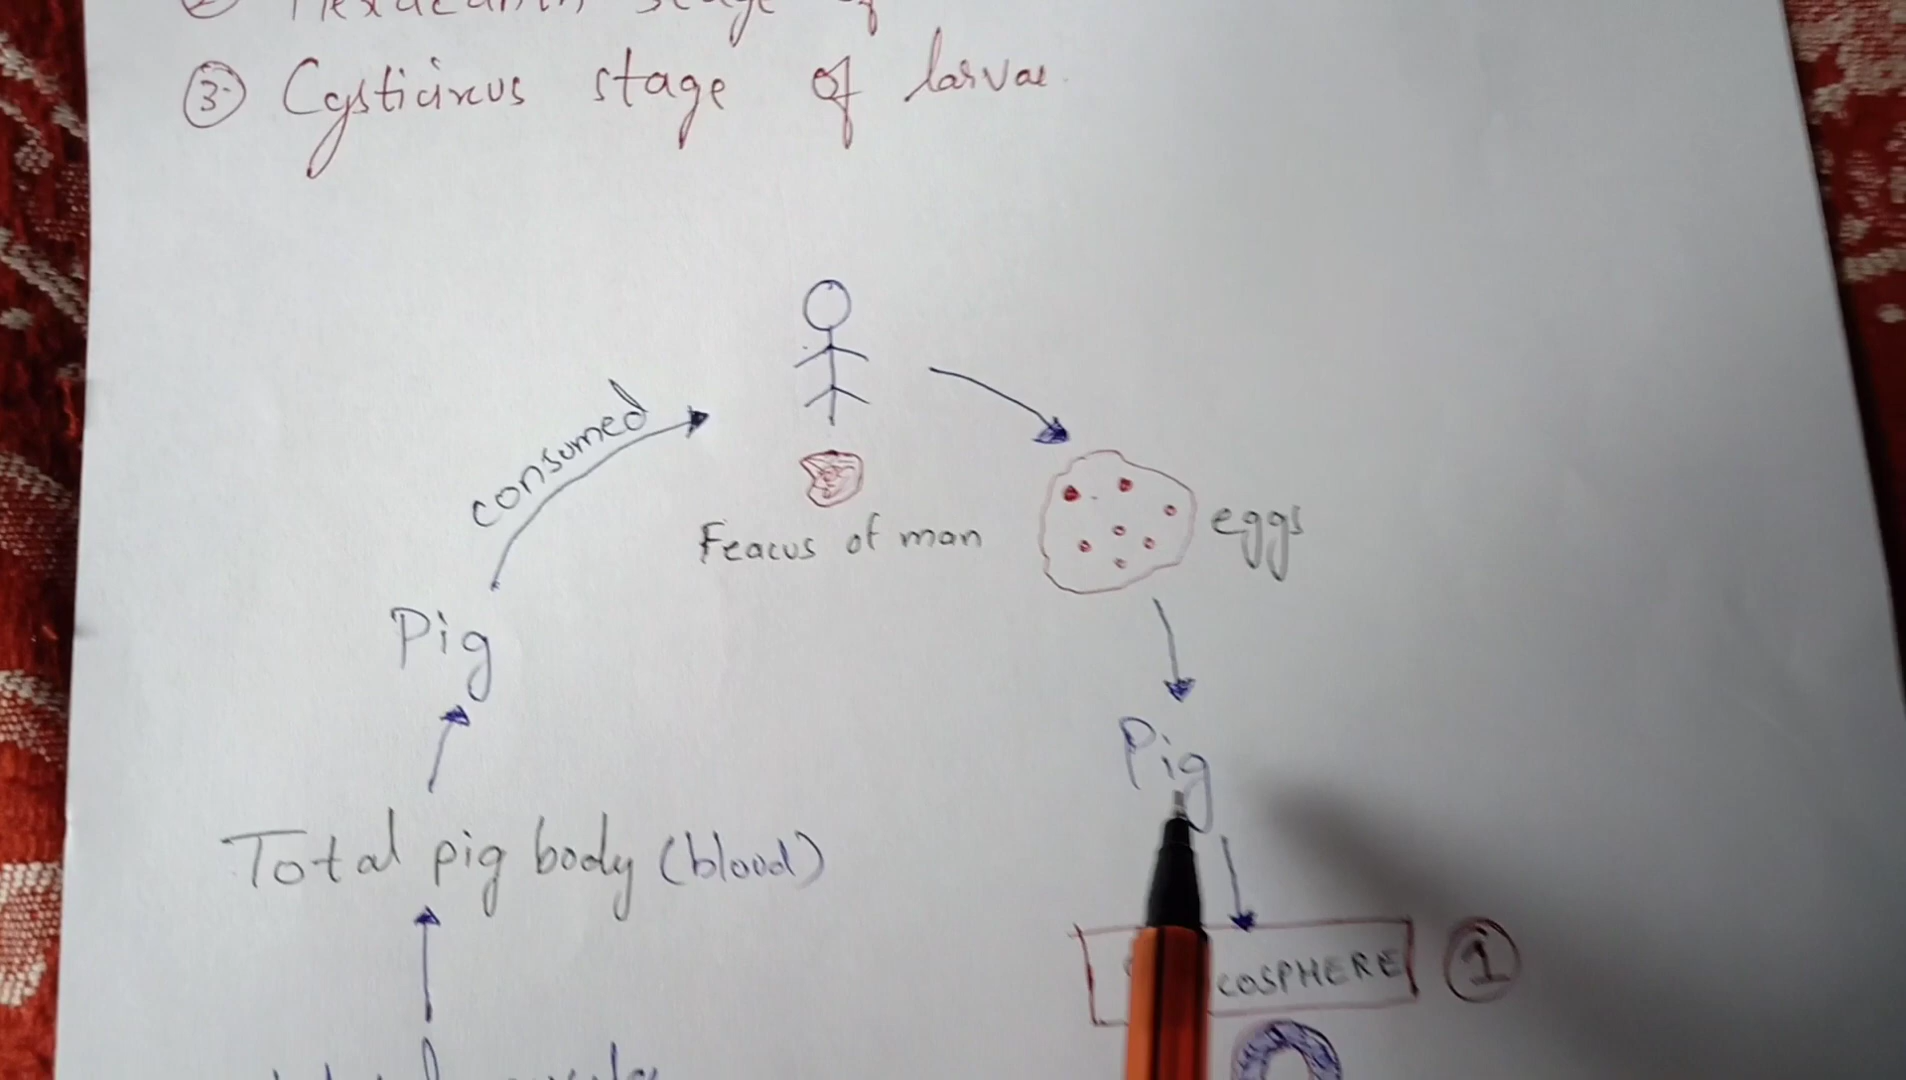 ③ Cysticircus stage of larvae.
consumed
Feacus of man
eggs
Pig
Pig
Total pig body (blood)
COSPHERE ①